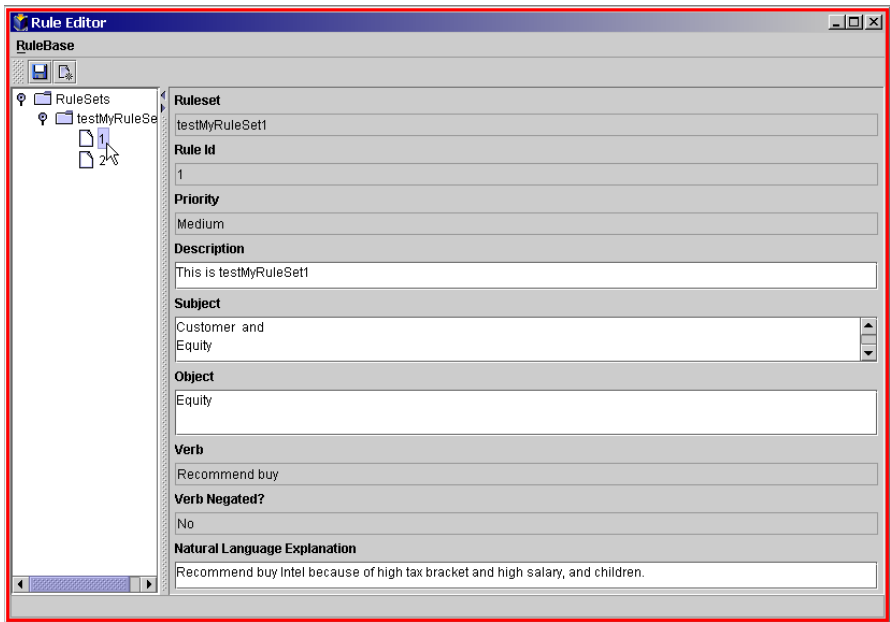 Rule Editor
RuleBase
RuleSets
testMyRuleSe
1
2
Ruleset
testMyRuleSet1
Rule Id
1
Priority
Medium
Description
This is testMyRuleSet1
Subject
Customer and
Equity
Object
Equity
Verb
Recommend buy
Verb Negated?
No
Natural Language Explanation
Recommend buy Intel because of high tax bracket and high salary, and children.